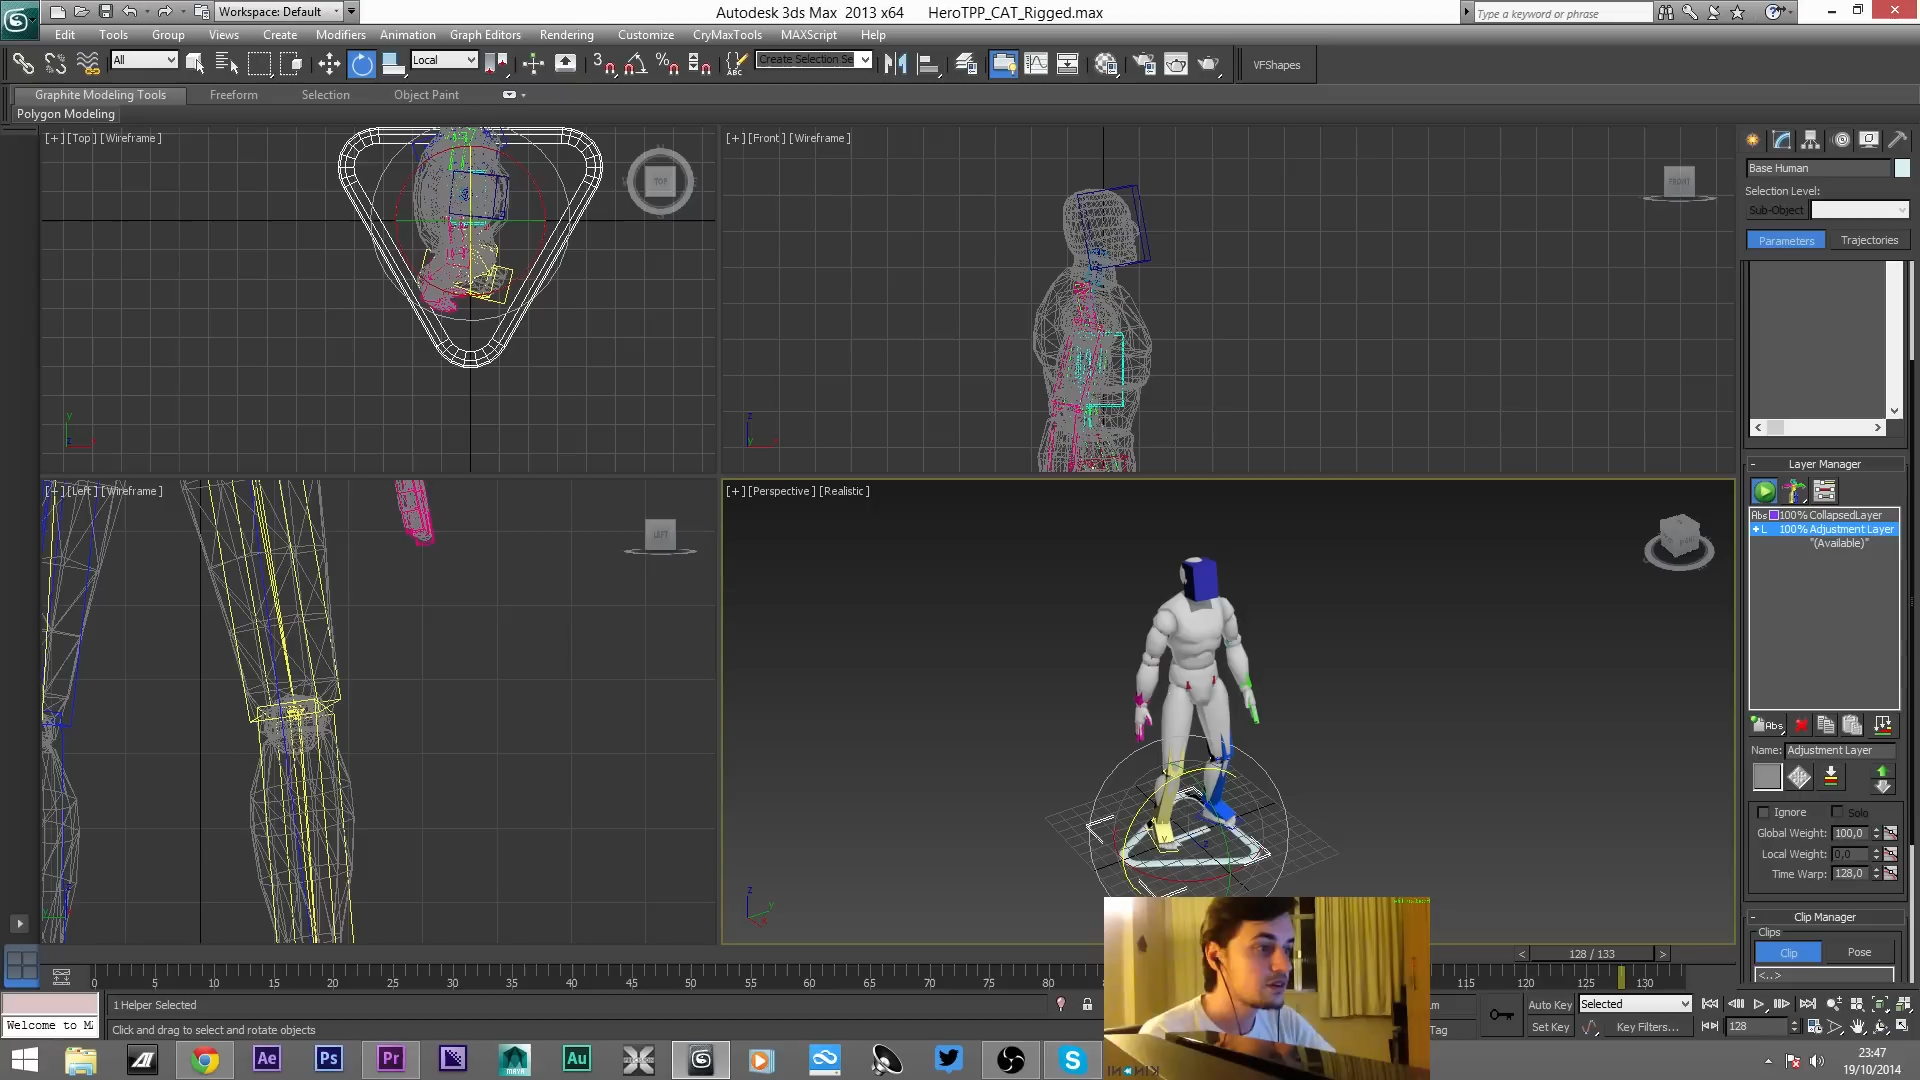 Workspace: Default
Autodesk 3ds Max 2013 x64 HeroTPP_CAT_Rigged.max
Type a keyword or phrase
Edit Tools Group Views Create Modifiers Animation Graph Editors Rendering Customize CryMaxTools MAXScript Help
All
Local
Create Selection Se
VFShapes
Graphite Modeling Tools Freeform Selection Object Paint
Polygon Modeling
[+][Top][Wireframe]
TOP
[+][Front][Wireframe]
FRONT
Base Human
Selection Level:
Sub-Object
Parameters Trajectories
[+][Left][Wireframe]
LEFT
[+][Perspective][Realistic]
Layer Manager
Abs 100% CollapsedLayer
+ L 100% Adjustment Layer
"(Available)"
Abs
Name: Adjustment Layer
Ignore Solo
Global Weight: 100,0
Local Weight: 0,0
Time Warp: 128,0
Clip Manager
Clips
Clip Pose
<..>
128 / 133
0 5 10 15 20 25 30 35 40 45 50 55 60 65 70 75 80 115 120 125 130
1 Helper Selected
Welcome to M
Click and drag to select and rotate objects
Auto Key Selected
Tag Set Key Key Filters... 128
23:47
19/10/2014